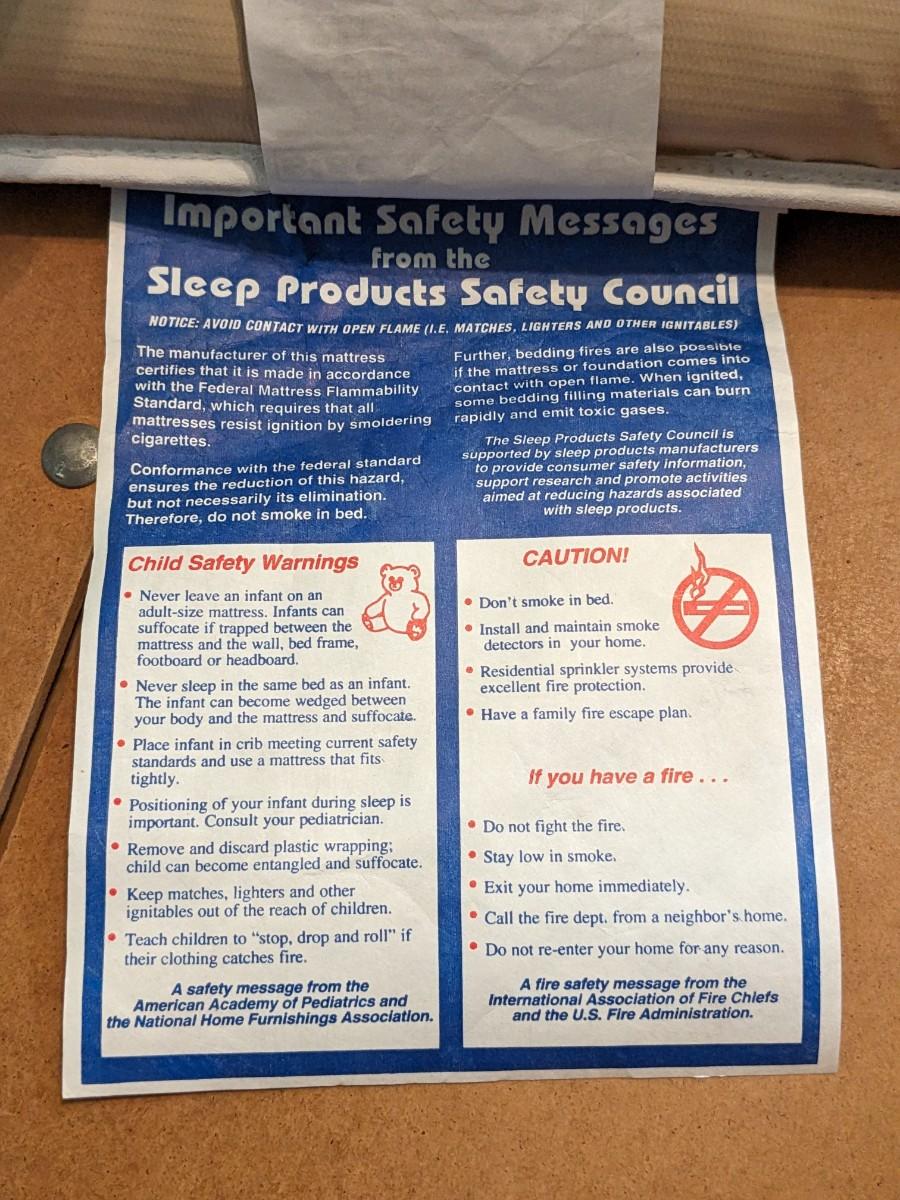 Important Safety Messages
from the
Sleep Products Safety Council
NOTICE: AVOID CONTACT WITH OPEN FLAME (I.E. MATCHES, LIGHTERS AND OTHER IGNITABLES)
The manufacturer of this mattress
certifies that it is made in accordance
with the Federal Mattress Flammability
Standard, which requires that all
mattresses resist ignition by smoldering
cigarettes.
Conformance with the federal standard
ensures the reduction of this hazard,
but not necessarily its elimination.
Therefore, do not smoke in bed.
Further, bedding fires are also possible
if the mattress or foundation comes into
contact with open flame. When ignited,
some bedding filling materials can burn
rapidly and emit toxic gases.
The Sleep Products Safety Council is
supported by sleep products manufacturers
to provide consumer safety information,
support research and promote activities
aimed at reducing hazards associated
with sleep products.
Child Safety Warnings
• Never leave an infant on an
adult-size mattress. Infants can
suffocate if trapped between the
mattress and the wall, bed frame,
footboard or headboard.
• Never sleep in the same bed as an infant.
The infant can become wedged between
your body and the mattress and suffocate.
• Place infant in crib meeting current safety
standards and use a mattress that fits
tightly.
• Positioning of your infant during sleep is
important. Consult your pediatrician.
• Remove and discard plastic wrapping;
child can become entangled and suffocate.
• Keep matches, lighters and other
ignitables out of the reach of children.
• Teach children to “stop, drop and roll” if
their clothing catches fire.
A safety message from the
American Academy of Pediatrics and
the National Home Furnishings Association.
CAUTION!
• Don't smoke in bed.
• Install and maintain smoke
detectors in your home.
• Residential sprinkler systems provide
excellent fire protection.
• Have a family fire escape plan.
If you have a fire . . .
• Do not fight the fire.
• Stay low in smoke.
• Exit your home immediately.
• Call the fire dept. from a neighbor's home.
• Do not re-enter your home for any reason.
A fire safety message from the
International Association of Fire Chiefs
and the U.S. Fire Administration.